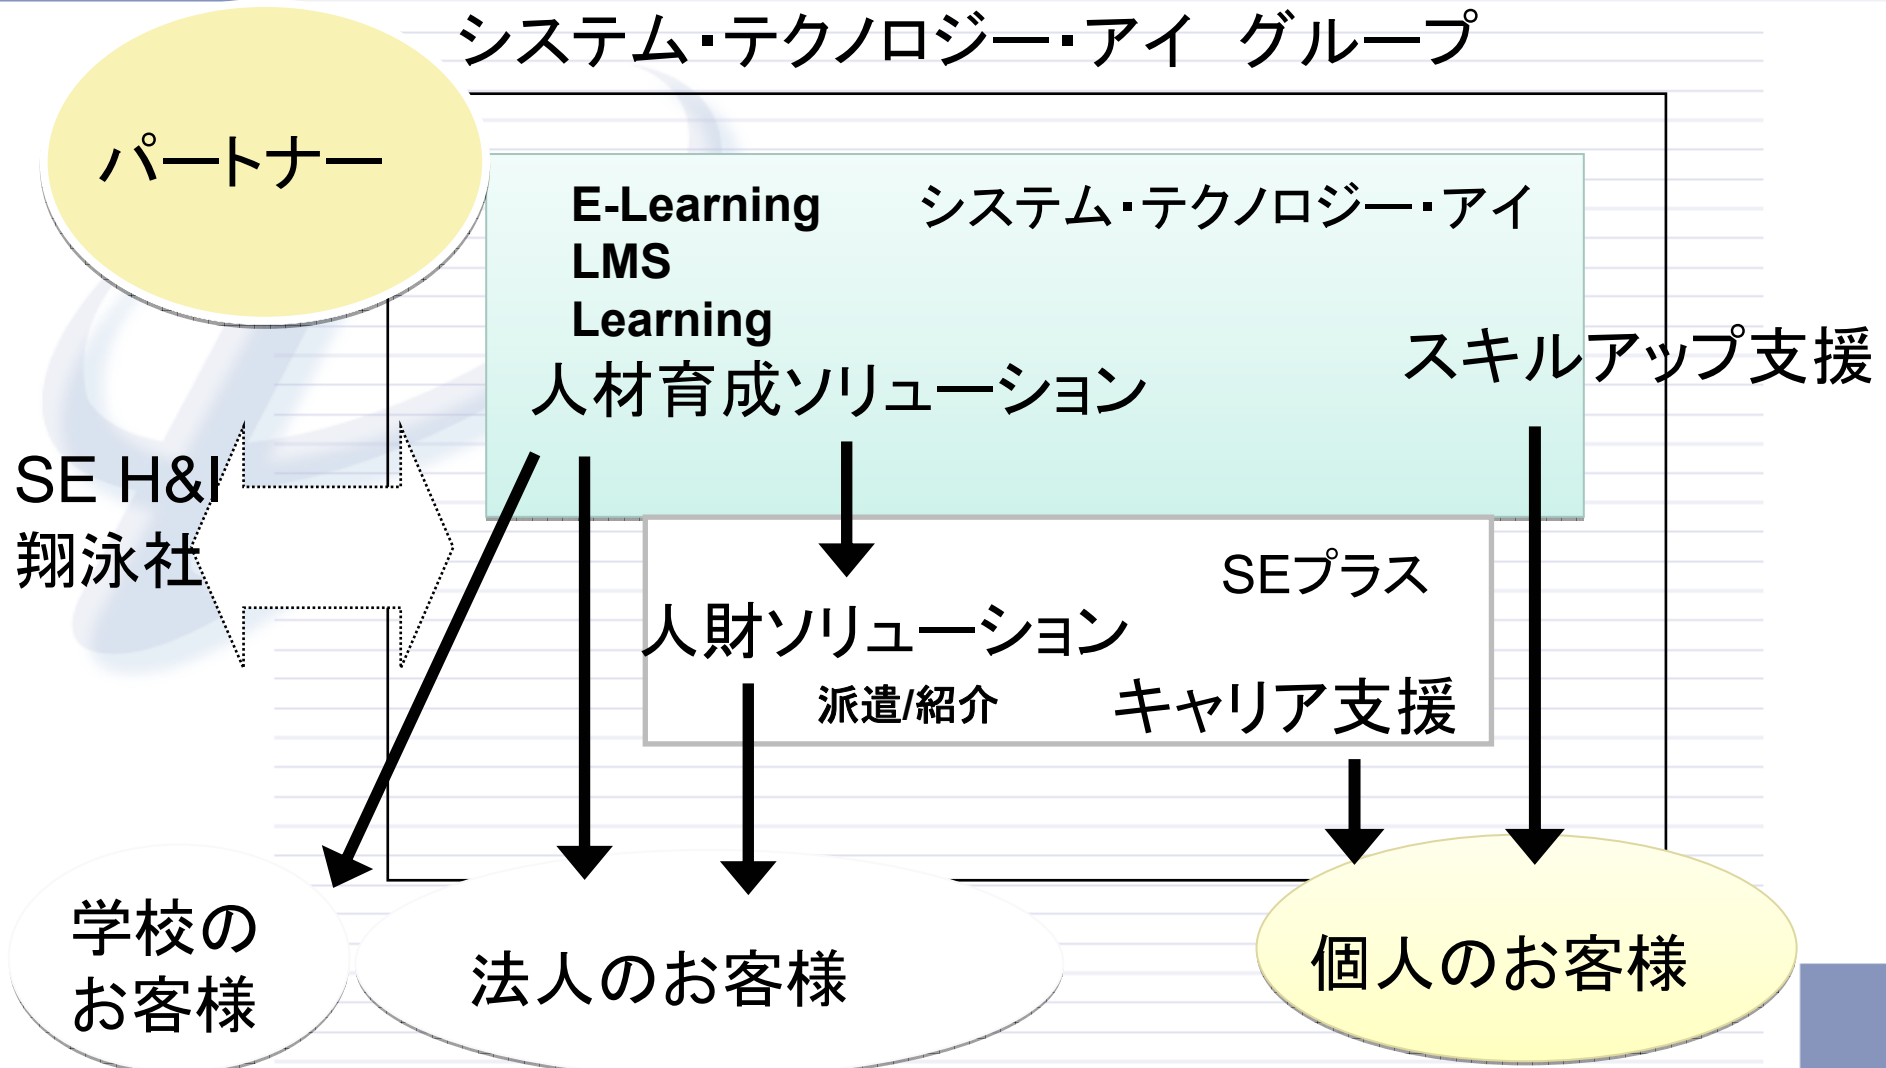 システム・テクノロジー・アイ グループ
パートナー
E-Learning
LMS
Learning
システム・テクノロジー・アイ
人材育成ソリューション
スキルアップ支援
SE H&I
翔泳社
SEプラス
人財ソリューション
派遣/紹介
キャリア支援
学校の
お客様
法人のお客様
個人のお客様